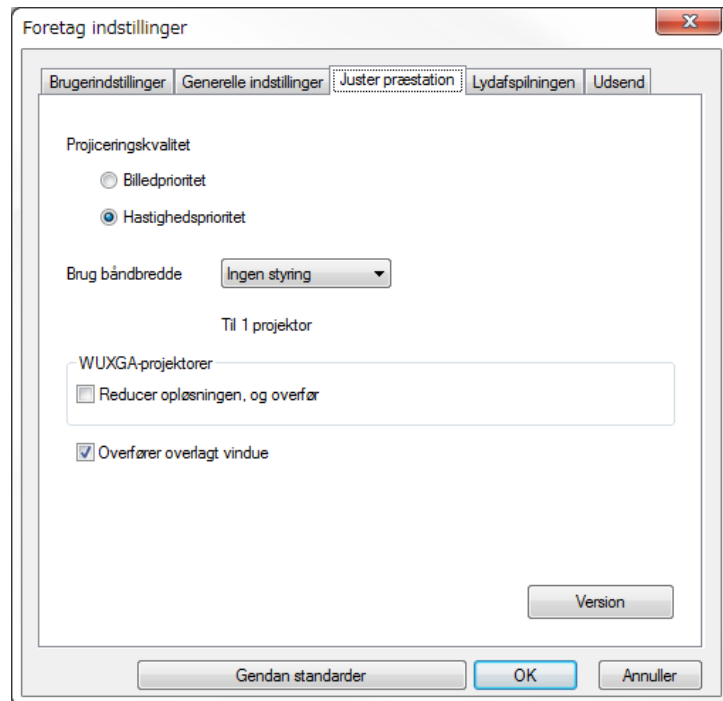 Foretag indstillinger
Brugerindstillinger Generelle indstillinger Juster præstation Lydafspilningen Udsend
Projiceringskvalitet
Billedprioritet
Hastighedsprioritet
Brug båndbredde Ingen styring
Til 1 projektor
WUXGA-projektorer
Reducer opløsningen, og overfør
Overfører overlagt vindue
Version
Gendan standarder OK Annuller